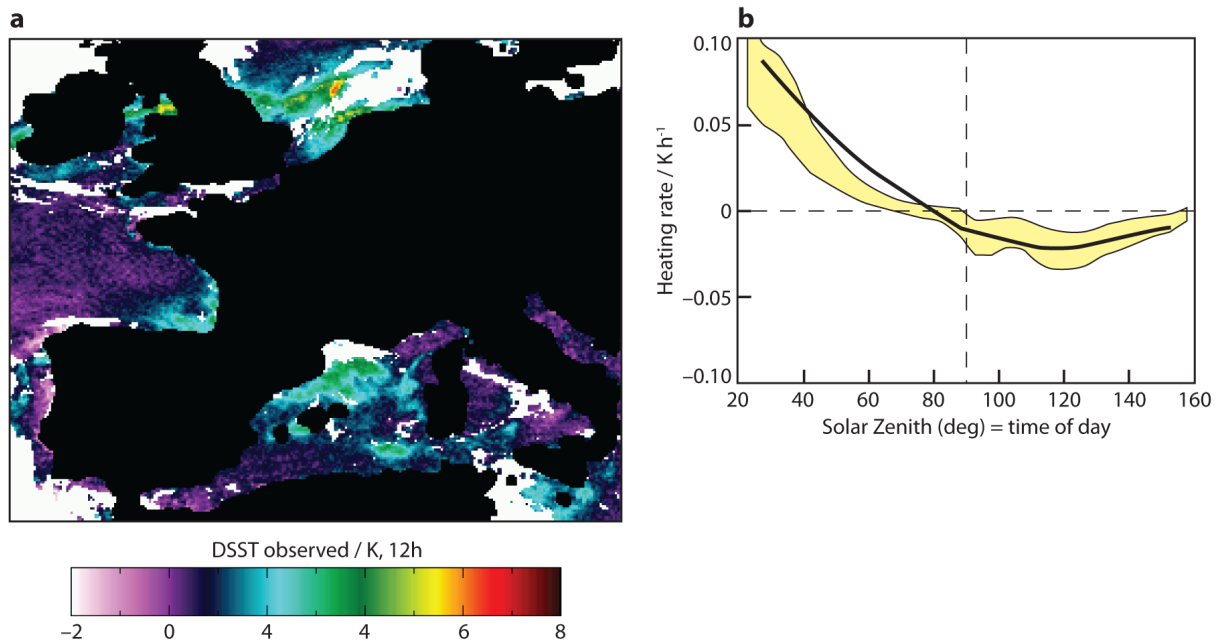 a
DSST observed / K, 12h
−2 0 4 4 6 8
b
Heating rate / K h⁻¹
0.10
0.05
0
−0.05
−0.10
20 40 60 80 100 120 140 160
Solar Zenith (deg) = time of day